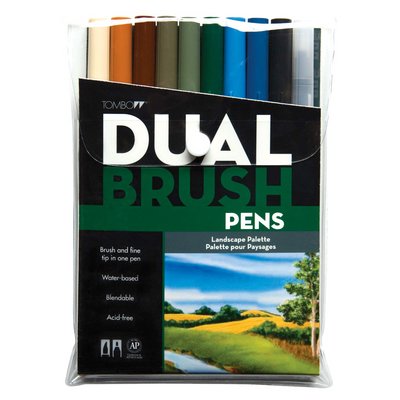 TOMBOW
DUAL
BRUSH
PENS
Landscape Palette
Palette pour Paysages
Brush and fine
tip in one pen
Water-based
Blendable
Acid-free
AP